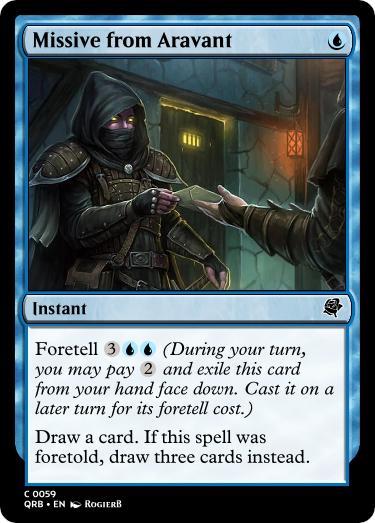 Missive from Aravant
Instant
Foretell 3 (During your turn,
you may pay 2 and exile this card
from your hand face down. Cast it on
a later turn for its foretell cost.)
Draw a card. If this spell was
foretold, draw three cards instead.
C 0059
QRB • EN RogierB